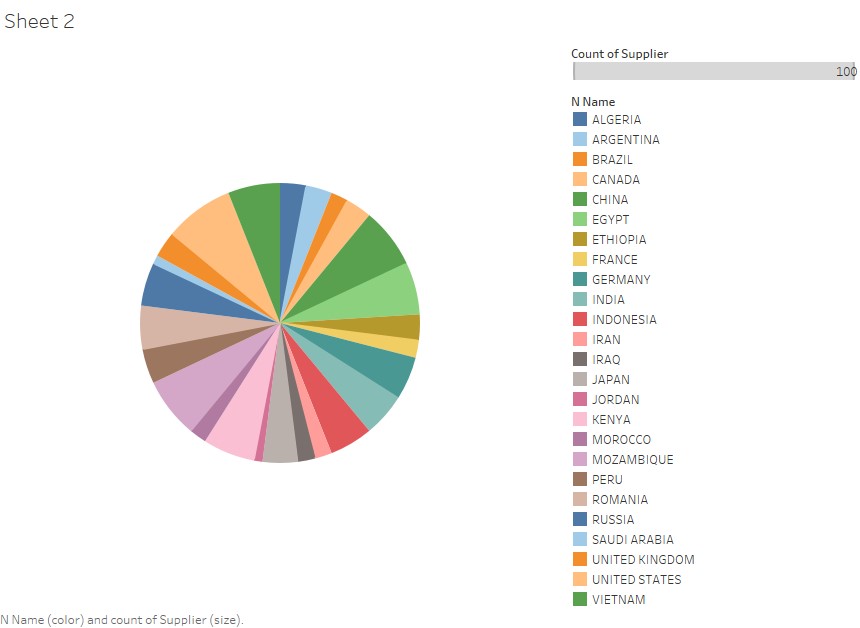 Sheet 2
Count of Supplier
100
N Name
ALGERIA
ARGENTINA
BRAZIL
CANADA
CHINA
EGYPT
ETHIOPIA
FRANCE
GERMANY
INDIA
INDONESIA
IRAN
IRAQ
JAPAN
JORDAN
KENYA
MOROCCO
MOZAMBIQUE
PERU
ROMANIA
RUSSIA
SAUDI ARABIA
UNITED KINGDOM
UNITED STATES
VIETNAM
N Name (color) and count of Supplier (size).